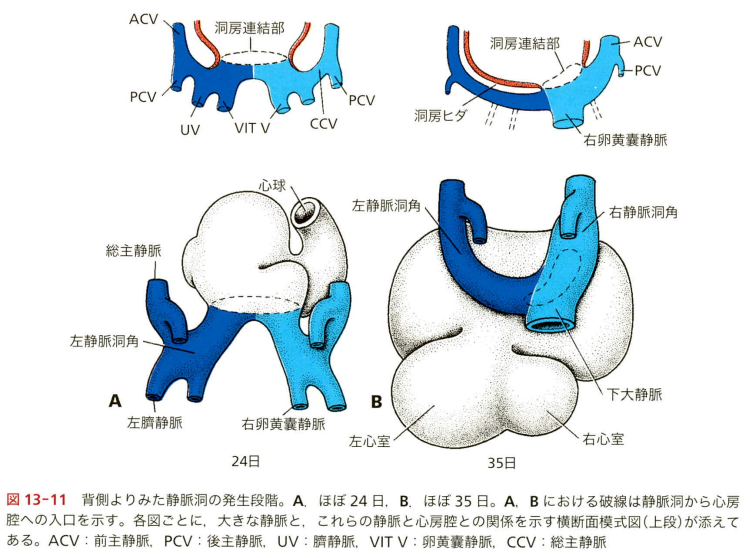 ACV
洞房連結部
PCV
UV
VIT V
CCV
PCV
洞房連結部
ACV
PCV
洞房ヒダ
右卵黄嚢静脈
心球
総主静脈
左静脈洞角
A
左臍静脈
右卵黄嚢静脈
24日
左静脈洞角
右静脈洞角
B
下大静脈
左心室
右心室
35日
図 13-11 背側よりみた静脈洞の発生段階。A．ほぼ 24 日，B．ほぼ 35 日。A，B における破線は静脈洞から心房
腔への入口を示す。各図ごとに，大きな静脈と，これらの静脈と心房腔との関係を示す横断面模式図(上段)が添えて
ある。ACV：前主静脈，PCV：後主静脈，UV：臍静脈，VIT V：卵黄嚢静脈，CCV：総主静脈